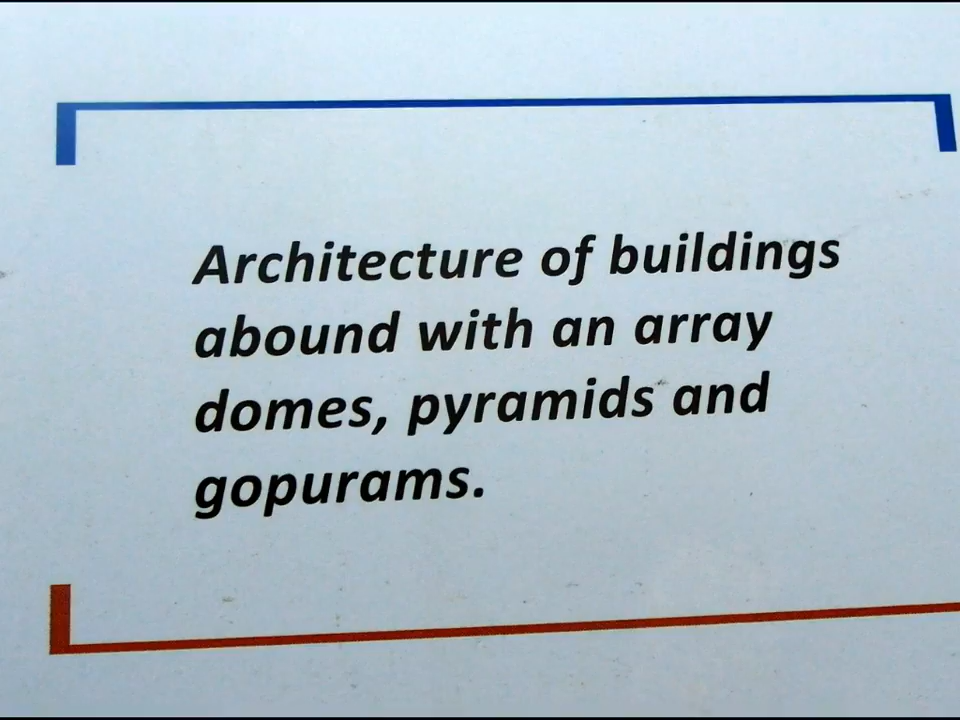 Architecture of buildings
abound with an array
domes, pyramids and
gopurams.